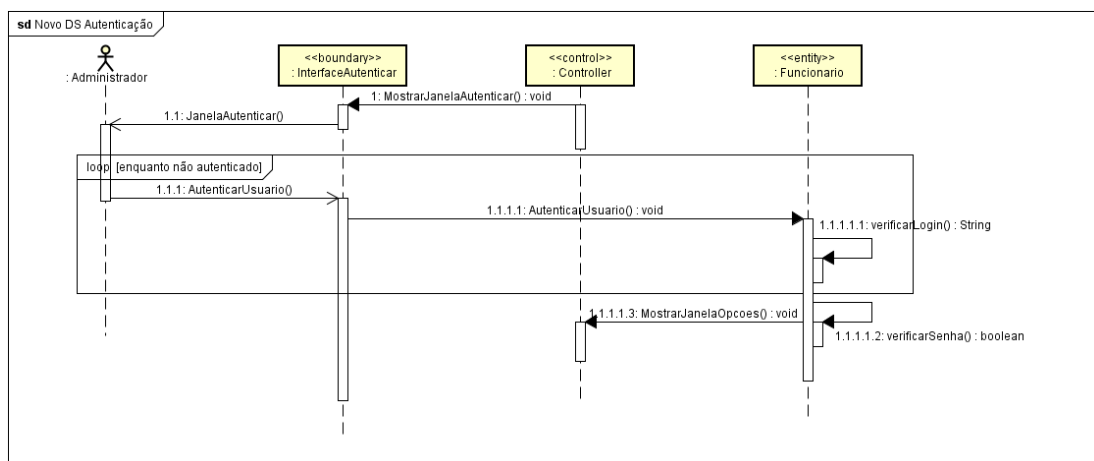 sd Novo DS Autenticação
: Administrador
<<boundary>>
: InterfaceAutenticar
<<control>>
: Controller
<<entity>>
: Funcionario
1: MostrarJanelaAutenticar() : void
1.1: JanelaAutenticar()
loop [enquanto não autenticado]
1.1.1: AutenticarUsuario()
1.1.1.1: AutenticarUsuario() : void
1.1.1.1.1: verificarLogin() : String
1.1.1.1.3: MostrarJanelaOpcoes() : void
1.1.1.1.2: verificarSenha() : boolean